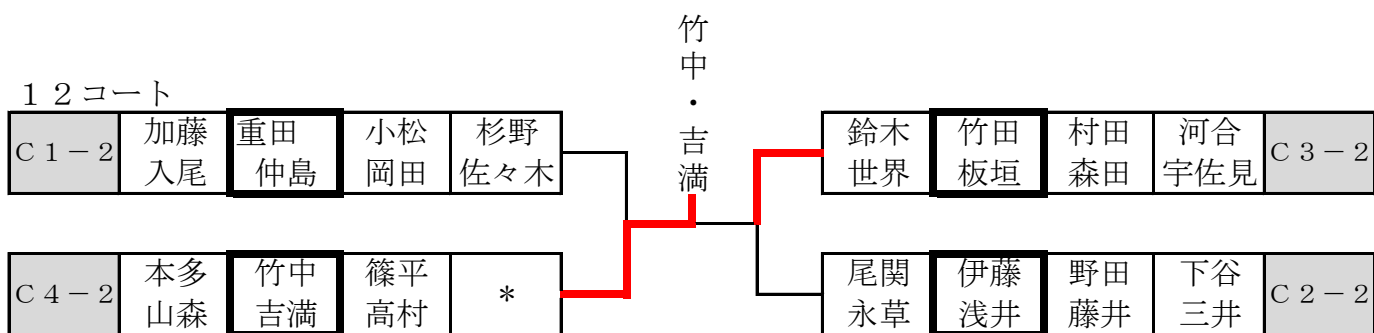 竹中・吉満
１２コート
Ｃ１－２ 加藤 重田 小松 杉野
入尾 仲島 岡田 佐々木
鈴木 竹田 村田 河合 Ｃ３－２
世界 板垣 森田 宇佐見
Ｃ４－２ 本多 竹中 篠平 ＊
山森 吉満 高村
尾関 伊藤 野田 下谷 Ｃ２－２
永草 浅井 藤井 三井